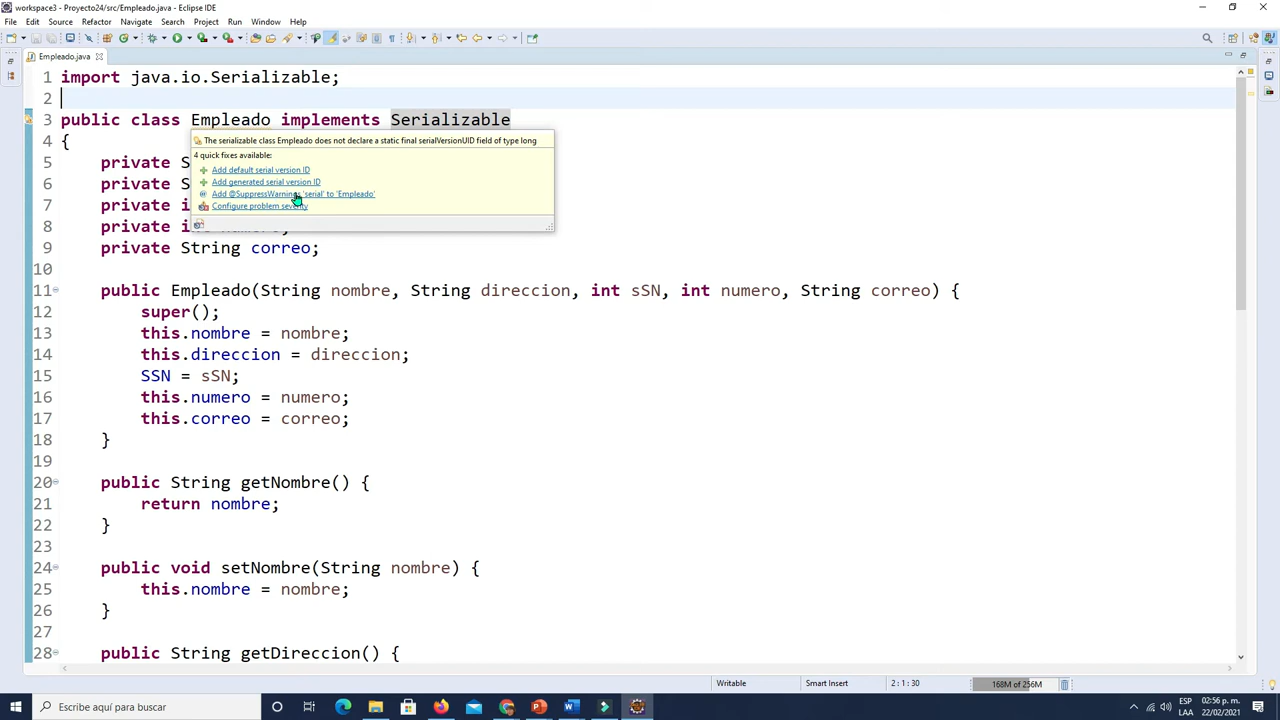 workspace3 - Proyecto24/src/Empleado.java - Eclipse IDE
File Edit Source Refactor Navigate Search Project Run Window Help
Empleado.java
1 import java.io.Serializable;
2
3 public class Empleado implements Serializable
4 {
The serializable class Empleado does not declare a static final serialVersionUID field of type long
4 quick fixes available:
Add default serial version ID
Add generated serial version ID
Add @SuppressWarnings 'serial' to 'Empleado'
Configure problem severity
5 private S
6 private S
7 private i
8 private
9 private String correo;
10
11 public Empleado(String nombre, String direccion, int sSN, int numero, String correo) {
12 super();
13 this.nombre = nombre;
14 this.direccion = direccion;
15 SSN = sSN;
16 this.numero = numero;
17 this.correo = correo;
18 }
19
20 public String getNombre() {
21 return nombre;
22 }
23
24 public void setNombre(String nombre) {
25 this.nombre = nombre;
26 }
27
28 public String getDireccion() {
Writable Smart Insert 2 : 1 : 30 168M of 256M
Escribe aquí para buscar
ESP 02:56 p. m.
LAA 22/02/2021